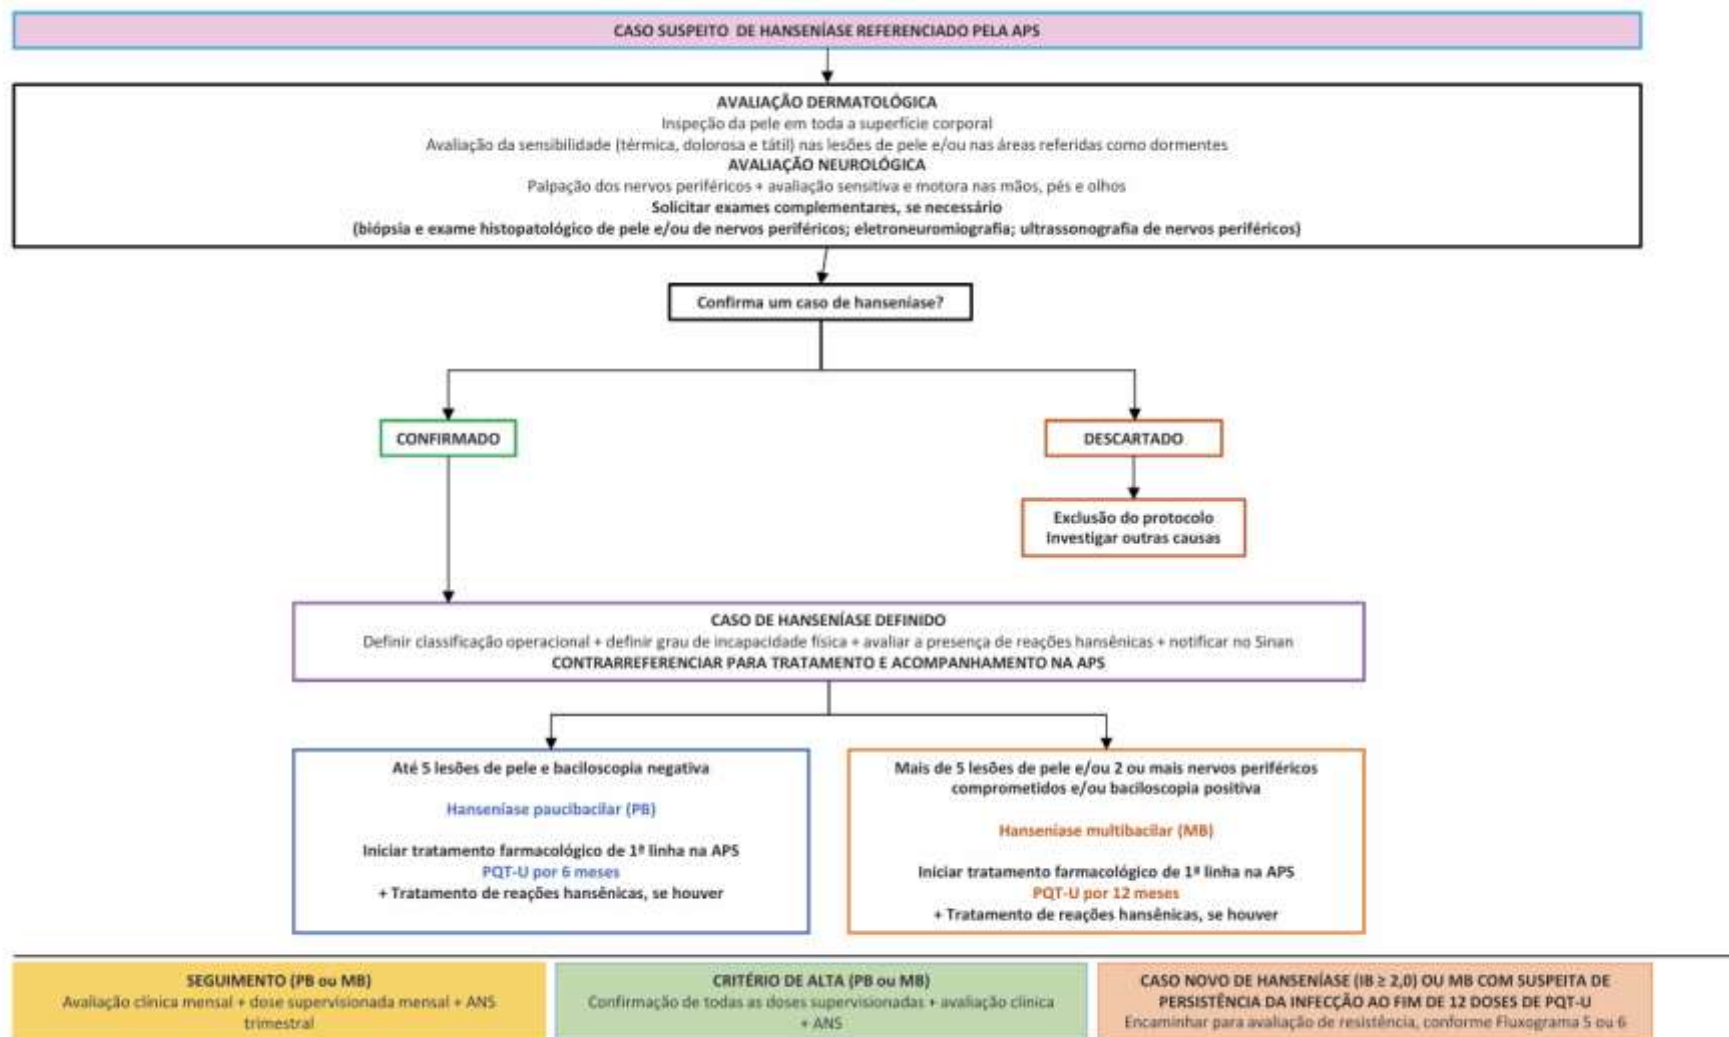 CASO SUSPEITO DE HANSENÍASE REFERENCIADO PELA APS
AVALIAÇÃO DERMATOLÓGICA
Inspeção da pele em toda a superfície corporal
Avaliação da sensibilidade (térmica, dolorosa e tátil) nas lesões de pele e/ou nas áreas referidas como dormentes
AVALIAÇÃO NEUROLÓGICA
Palpação dos nervos periféricos + avaliação sensitiva e motora nas mãos, pés e olhos
Solicitar exames complementares, se necessário
(biópsia e exame histopatológico de pele e/ou de nervos periféricos; eletroneuromiografia; ultrassonografia de nervos periféricos)
Confirma um caso de hanseníase?
CONFIRMADO
DESCARTADO
Exclusão do protocolo
Investigar outras causas
CASO DE HANSENÍASE DEFINIDO
Definir classificação operacional + definir grau de incapacidade física + avaliar a presença de reações hansênicas + notificar no Sinan
CONTRARREFERENCIAR PARA TRATAMENTO E ACOMPANHAMENTO NA APS
Até 5 lesões de pele e baciloscopia negativa
Hanseníase paucibacilar (PB)
Iniciar tratamento farmacológico de 1ª linha na APS
PQT-U por 6 meses
+ Tratamento de reações hansênicas, se houver
Mais de 5 lesões de pele e/ou 2 ou mais nervos periféricos
comprometidos e/ou baciloscopia positiva
Hanseníase multibacilar (MB)
Iniciar tratamento farmacológico de 1ª linha na APS
PQT-U por 12 meses
+ Tratamento de reações hansênicas, se houver
SEGUIMENTO (PB ou MB)
Avaliação clínica mensal + dose supervisionada mensal + ANS
trimestral
CRITÉRIO DE ALTA (PB ou MB)
Confirmação de todas as doses supervisionadas + avaliação clínica
+ ANS
CASO NOVO DE HANSENÍASE (IB ≥ 2,0) OU MB COM SUSPEITA DE
PERSISTÊNCIA DA INFECÇÃO AO FIM DE 12 DOSES DE PQT-U
Encaminhar para avaliação de resistência, conforme Fluxograma 5 ou 6